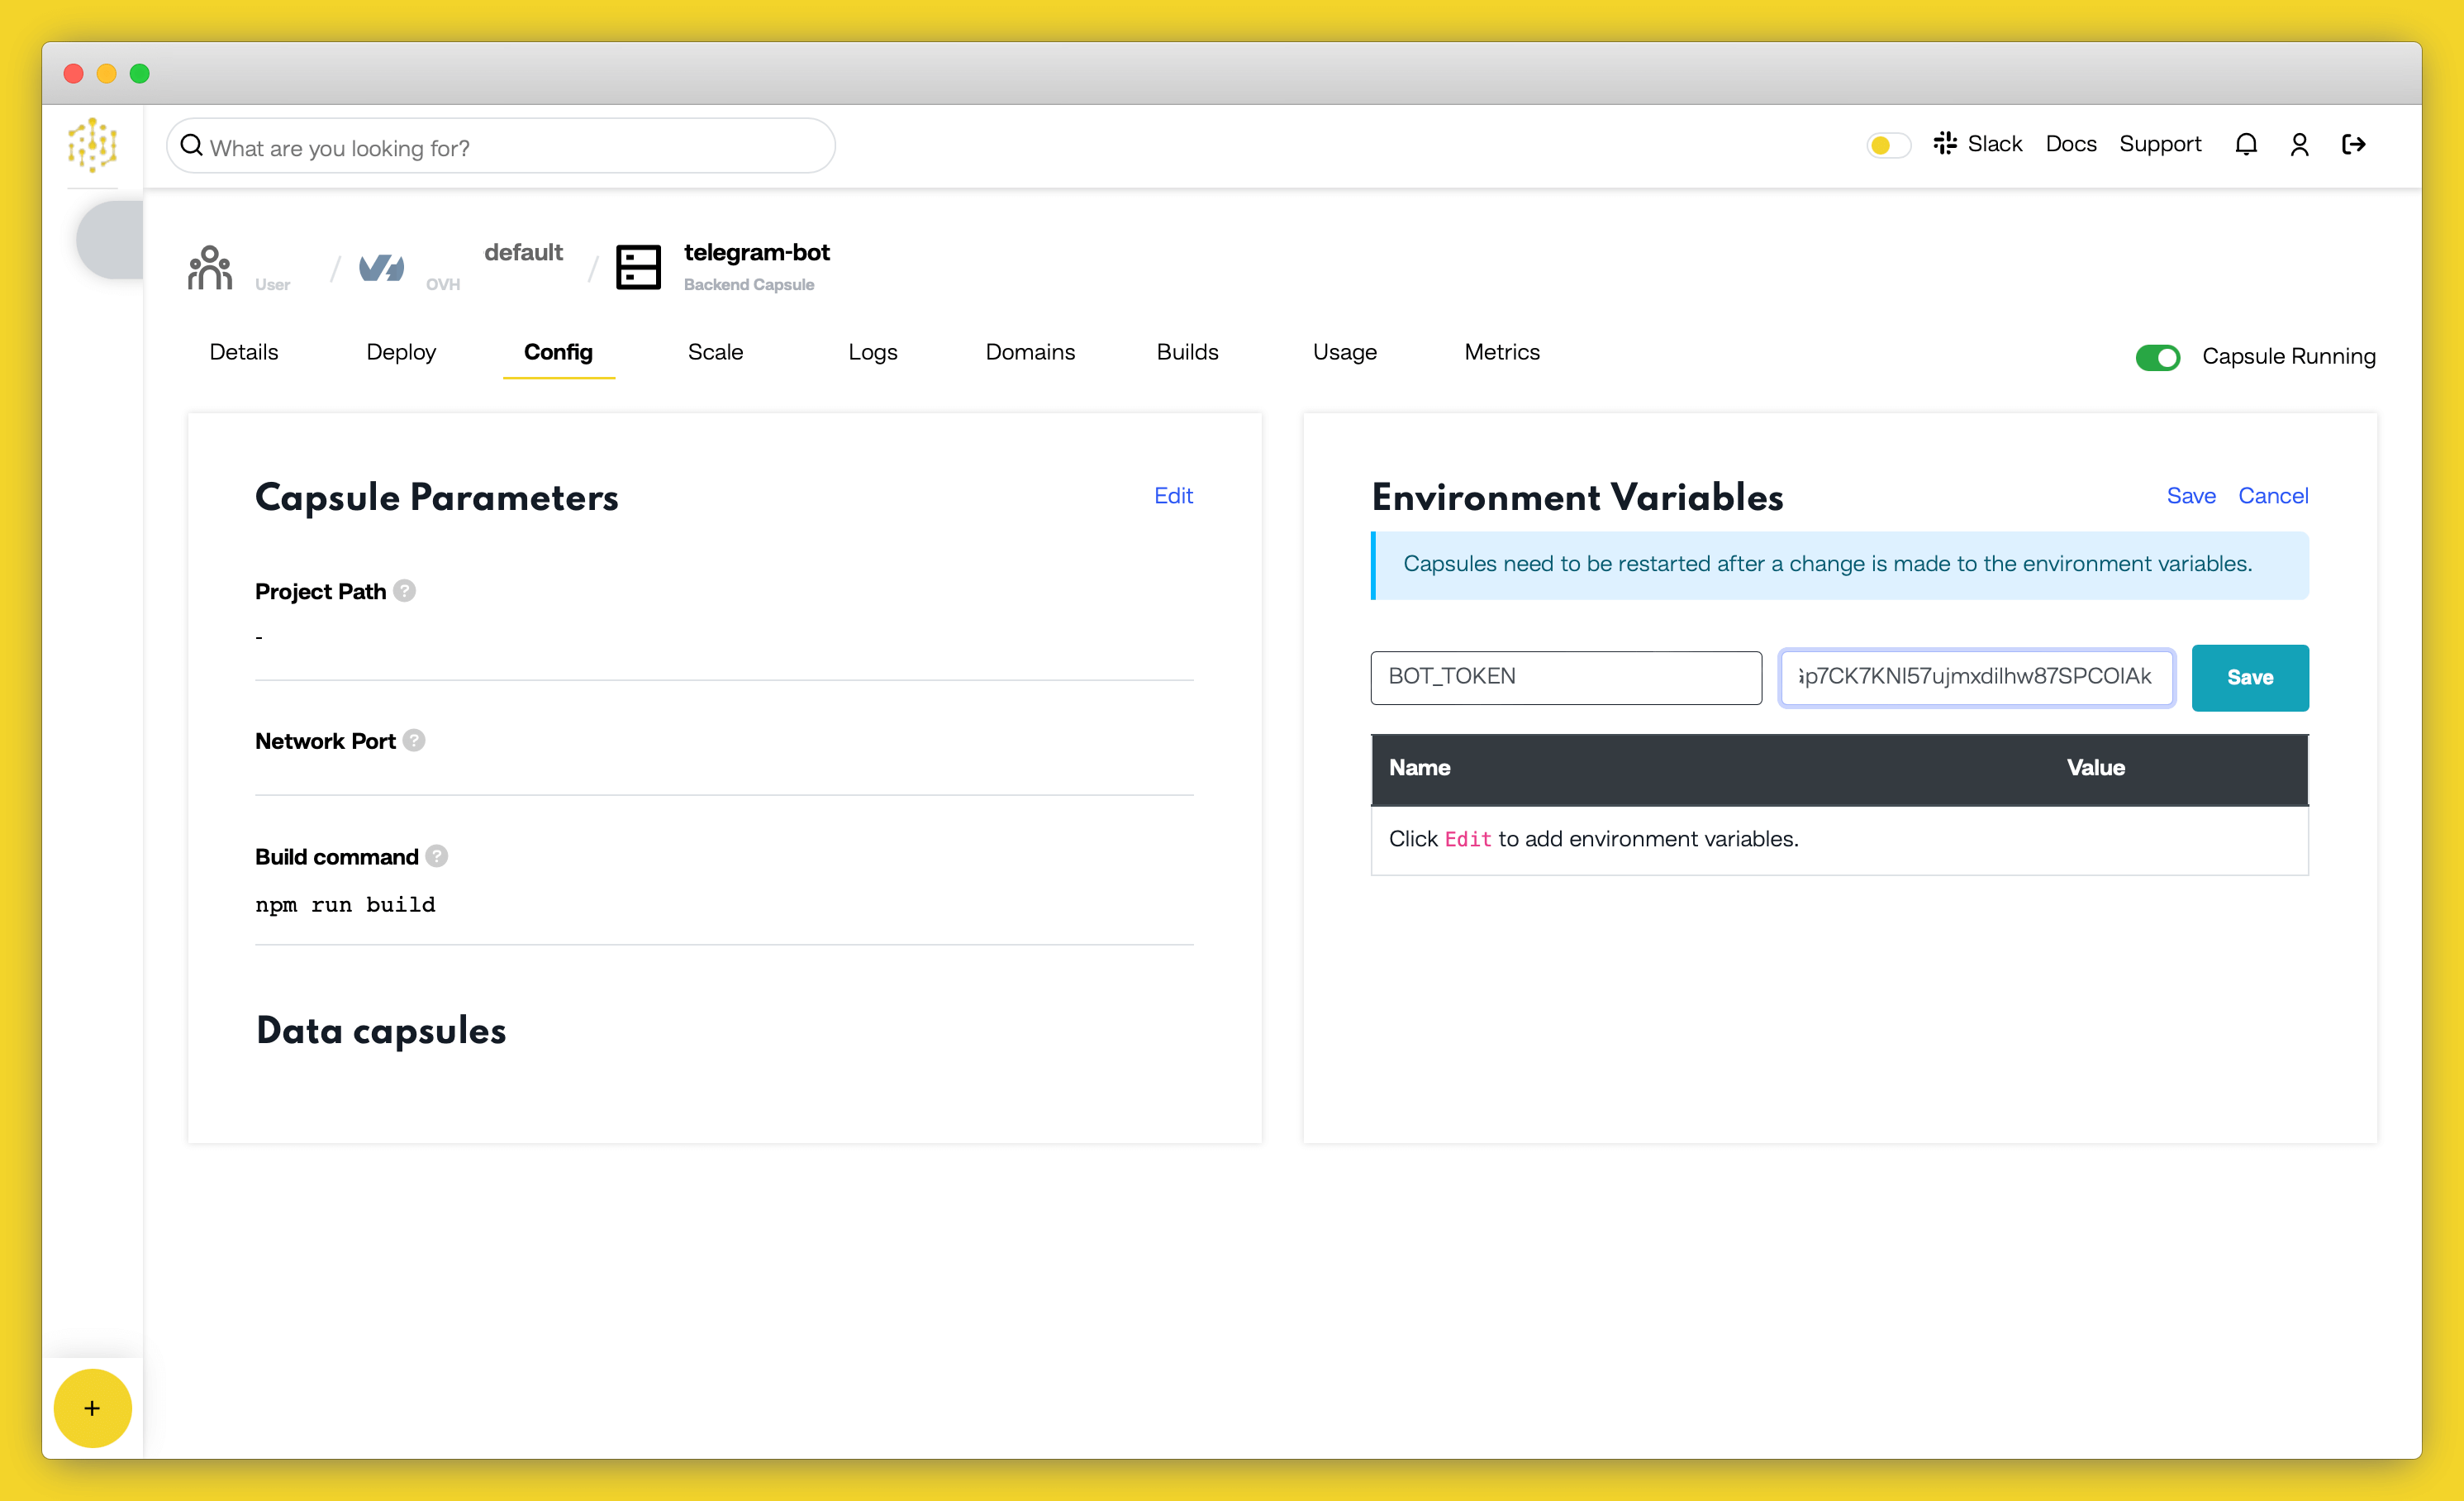 What are you looking for?
Slack Docs Support
User
OVH
default
telegram-bot
Backend Capsule
Details Deploy Config Scale Logs Domains Builds Usage Metrics
Capsule Running
Capsule Parameters
Edit
Project Path ?
-
Network Port ?
Build command ?
npm run build
Data capsules
Environment Variables
Save Cancel
Capsules need to be restarted after a change is made to the environment variables.
BOT_TOKEN
Save
Name Value
Click Edit to add environment variables.
+